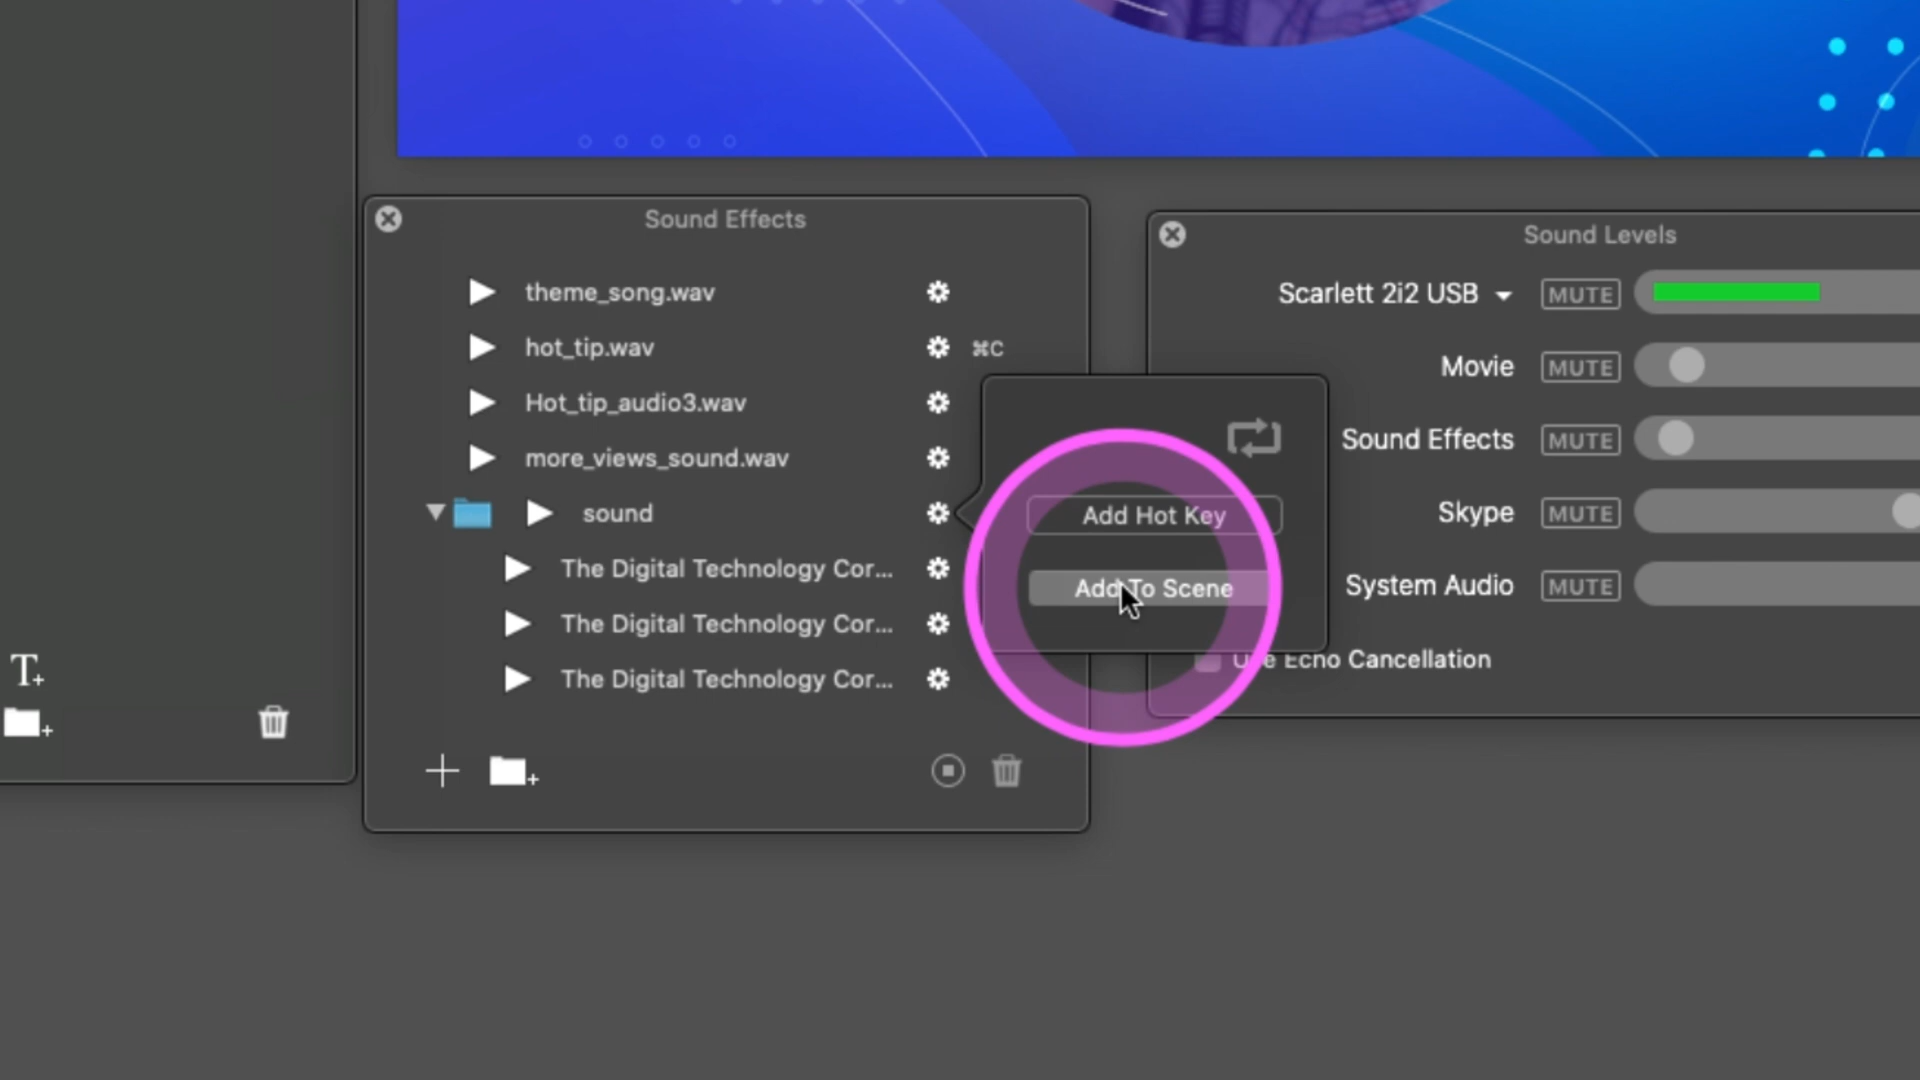 Sound Effects
theme_song.wav
hot_tip.wav ⌘C
Hot_tip_audio3.wav
more_views_sound.wav
sound
The Digital Technology Cor...
The Digital Technology Cor...
The Digital Technology Cor...
Add Hot Key
Add To Scene
Sound Levels
Scarlett 2i2 USB MUTE
Movie MUTE
Sound Effects MUTE
Skype MUTE
System Audio MUTE
Use Echo Cancellation
T+